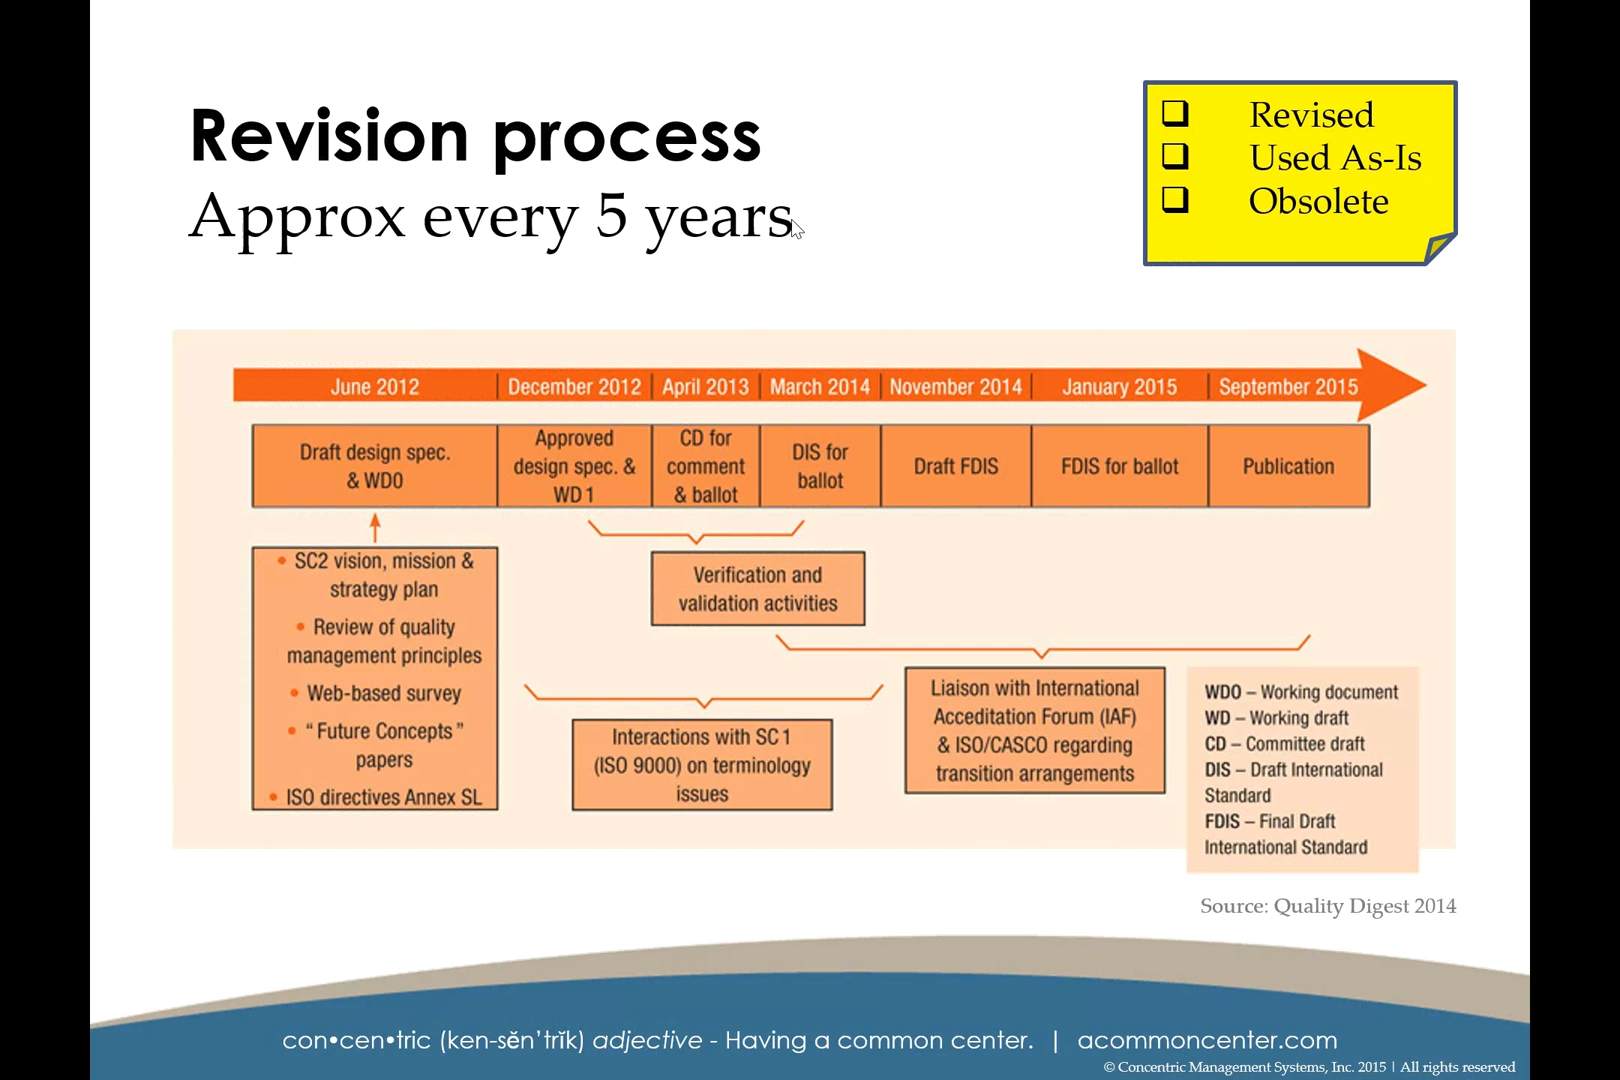 Revision process
Approx every 5 years
❑ Revised
❑ Used As-Is
❑ Obsolete
June 2012
December 2012
April 2013
March 2014
November 2014
January 2015
September 2015
Draft design spec.
& WD0
Approved
design spec. &
WD1
CD for
comment
& ballot
DIS for
ballot
Draft FDIS
FDIS for ballot
Publication
• SC2 vision, mission &
strategy plan
• Review of quality
management principles
• Web-based survey
• “Future Concepts”
papers
• ISO directives Annex SL
Verification and
validation activities
Interactions with SC1
(ISO 9000) on terminology
issues
Liaison with International
Acceditation Forum (IAF)
& ISO/CASCO regarding
transition arrangements
WDO – Working document
WD – Working draft
CD – Committee draft
DIS – Draft International
Standard
FDIS – Final Draft
International Standard
Source: Quality Digest 2014
con•cen•tric (ken-sĕn’trĭk) adjective - Having a common center. | acommoncenter.com
© Concentric Management Systems, Inc. 2015 | All rights reserved